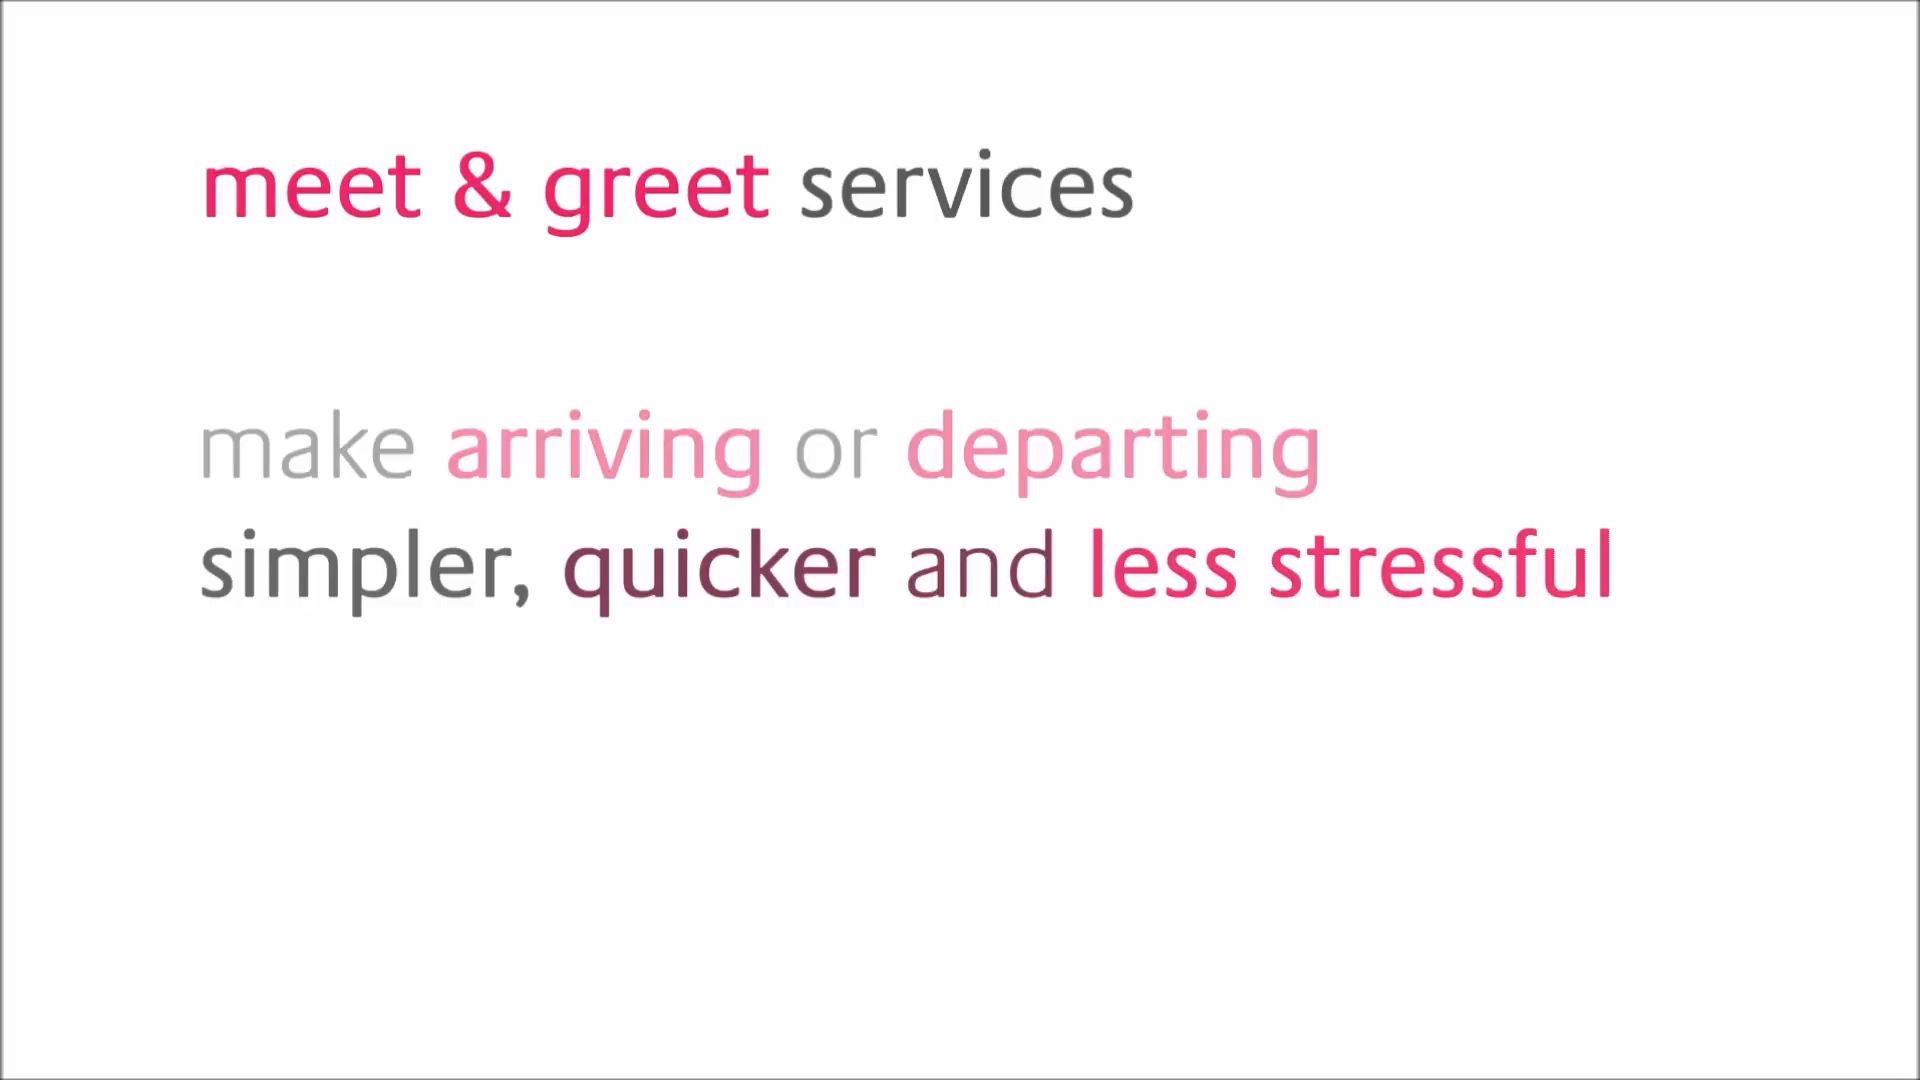 meet & greet services
make arriving or departing
simpler, quicker and less stressful